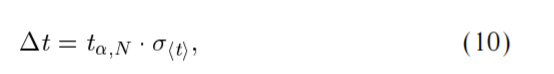 Δt = t_{α,N} · σ_{⟨t⟩}, (10)